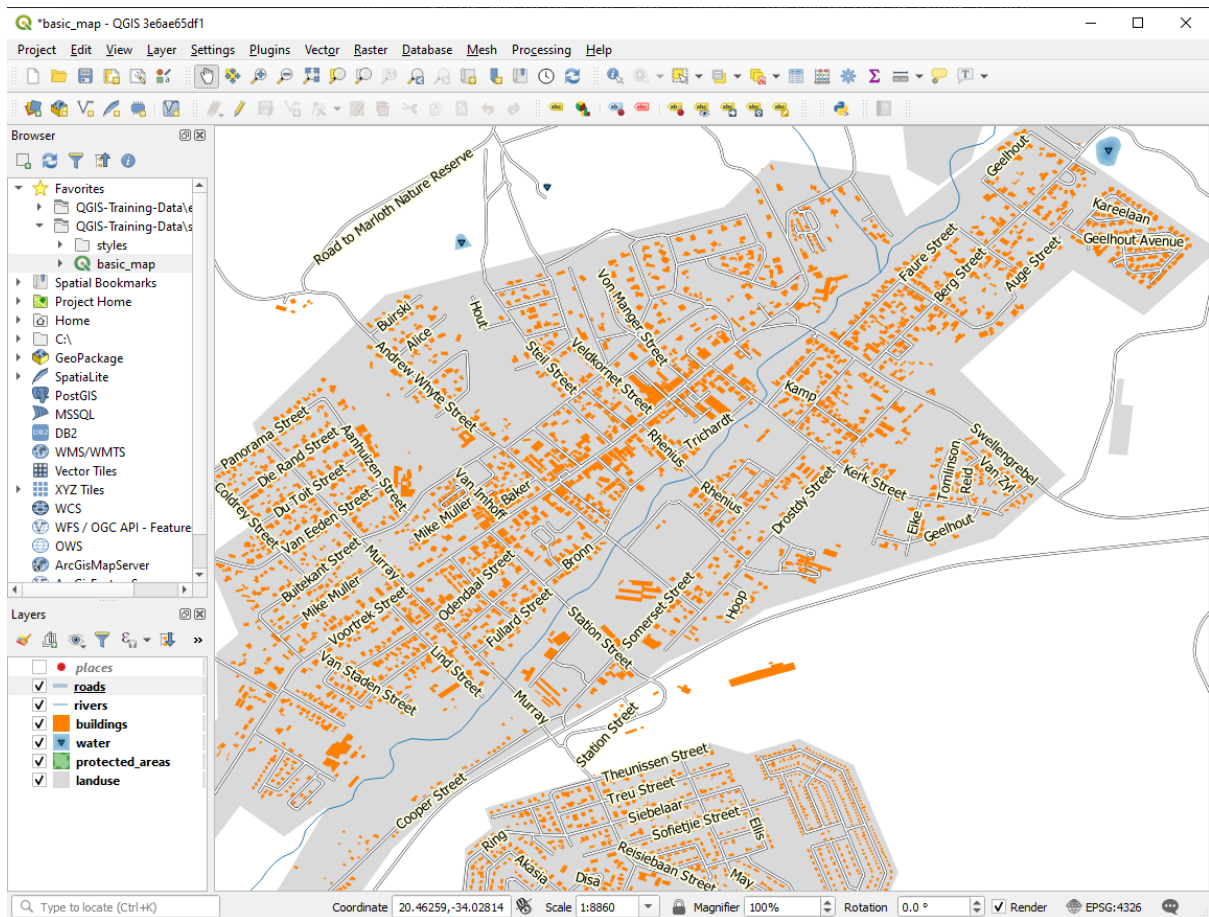 *basic_map - QGIS 3e6ae65df1
Project Edit View Layer Settings Plugins Vector Raster Database Mesh Processing Help
Browser
Favorites
QGIS-Training-Data\e
QGIS-Training-Data\s
styles
basic_map
Spatial Bookmarks
Project Home
Home
C:\
GeoPackage
SpatiaLite
PostGIS
MSSQL
DB2
WMS/WMTS
Vector Tiles
XYZ Tiles
WCS
WFS / OGC API - Feature
OWS
ArcGisMapServer
Layers
places
roads
rivers
buildings
water
protected_areas
landuse
Road to Marloth Nature Reserve
Geelhout
Kareelaan
Geelhout Avenue
Faure Street
Berg Street
Auge Street
Von Manger Street
Buirski
Alice
Hout
Andrew Whyte Street
Steil Street
Veldkornet Street
Kamp
Trichardt
Rhenius
Rhenius
Panorama Street
Die Rand Street
Aanhuizen Street
Du Toit Street
Coldrey Street
Van Eeden Street
Van Imhoff
Baker
Mike Muller
Swellengrebel
Tomlinson
Reid
Van Zyl
Kerk Street
Drostdy Street
Eike
Geelhout
Buitekant Street
Murray
Mike Muller
Voortrek Street
Odendaal Street
Bronn
Fullard Street
Station Street
Somerset Street
Hoop
Van Staden Street
Lind Street
Murray
Station Street
Cooper Street
Theunissen Street
Treu Street
Siebelaar
Sofietjie Street
Ellis
Ring
Reisiebaan Street
Akasia
Disa
May
Type to locate (Ctrl+K)
Coordinate 20.46259,-34.02814 Scale 1:8860 Magnifier 100% Rotation 0.0 ° Render EPSG:4326